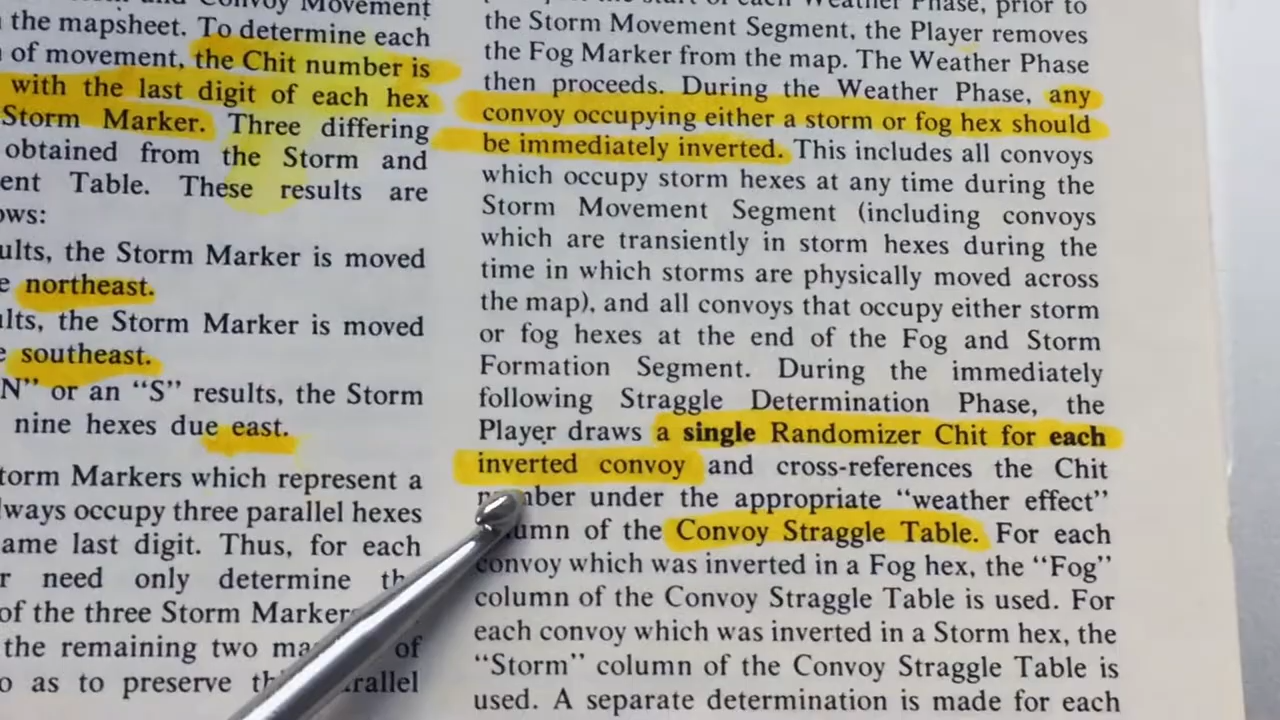 Convoy Movement
the mapsheet. To determine each
of movement, the Chit number is
with the last digit of each hex
Storm Marker. Three differing
obtained from the Storm and
ent Table. These results are
ows:
ults, the Storm Marker is moved
e northeast.
ults, the Storm Marker is moved
e southeast.
N” or an “S” results, the Storm
nine hexes due east.
torm Markers which represent a
lways occupy three parallel hexes
ame last digit. Thus, for each
r need only determine
of the three Storm Marker
the remaining two of
o as to preserve
the start of each Weather Phase, prior to
the Storm Movement Segment, the Player removes
the Fog Marker from the map. The Weather Phase
then proceeds. During the Weather Phase, any
convoy occupying either a storm or fog hex should
be immediately inverted. This includes all convoys
which occupy storm hexes at any time during the
Storm Movement Segment (including convoys
which are transiently in storm hexes during the
time in which storms are physically moved across
the map), and all convoys that occupy either storm
or fog hexes at the end of the Fog and Storm
Formation Segment. During the immediately
following Straggle Determination Phase, the
Player draws a single Randomizer Chit for each
inverted convoy and cross-references the Chit
under the appropriate “weather effect”
of the Convoy Straggle Table. For each
convoy which was inverted in a Fog hex, the “Fog”
column of the Convoy Straggle Table is used. For
each convoy which was inverted in a Storm hex, the
“Storm” column of the Convoy Straggle Table is
used. A separate determination is made for each